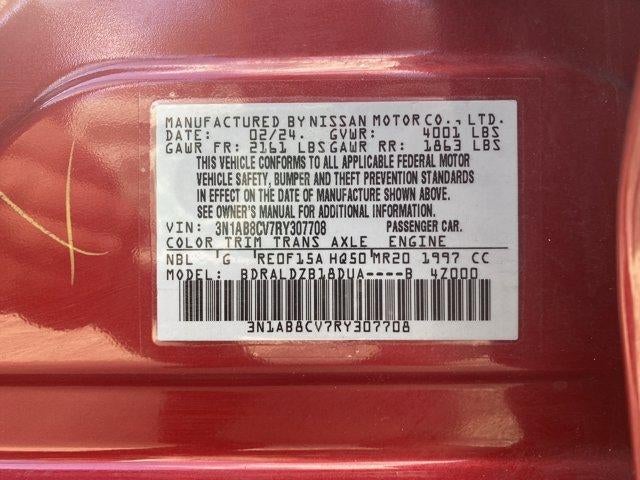 MANUFACTURED BY NISSAN MOTOR CO., LTD.
DATE: 02/24. GVWR: 4001 LBS
GAWR FR: 2161 LBS GAWR RR: 1863 LBS
THIS VEHICLE CONFORMS TO ALL APPLICABLE FEDERAL MOTOR
VEHICLE SAFETY, BUMPER AND THEFT PREVENTION STANDARDS
IN EFFECT ON THE DATE OF MANUFACTURE SHOWN ABOVE.
SEE OWNER'S MANUAL FOR ADDITIONAL INFORMATION.
VIN: 3N1AB8CV7RY307708 PASSENGER CAR.
COLOR TRIM TRANS AXLE ENGINE
NBL 'G 'RE0F15A HQ50'MR20 1997 CC
MODEL: BDRALDZB18DUA----B 4Z000
3N1AB8CV7RY307708